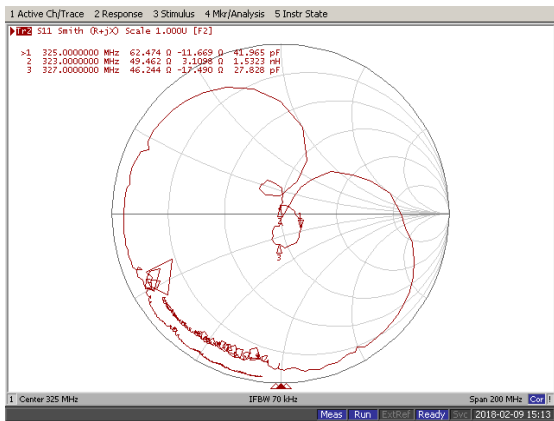 1 Active Ch/Trace 2 Response 3 Stimulus 4 Mkr/Analysis 5 Instr State
Tr2 S11 Smith (R+jX) Scale 1.000U [F2]
>1 325.0000000 MHz 62.474 Ω -11.669 Ω 41.965 pF
2 323.0000000 MHz 49.462 Ω 3.1098 Ω 1.5323 nH
3 327.0000000 MHz 46.244 Ω -17.490 Ω 27.828 pF
1
3
1 Center 325 MHz IFBW 70 kHz Span 200 MHz Cor !
Meas Run ExtRef Ready Svc 2018-02-09 15:13